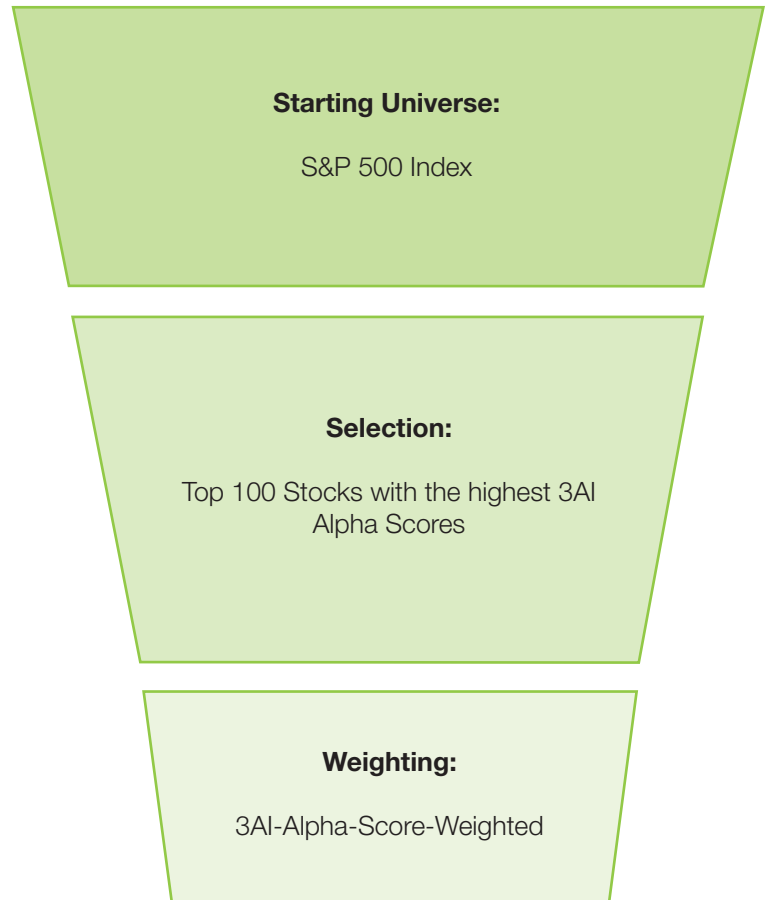 Starting Universe:
S&P 500 Index
Selection:
Top 100 Stocks with the highest 3AI
Alpha Scores
Weighting:
3AI-Alpha-Score-Weighted